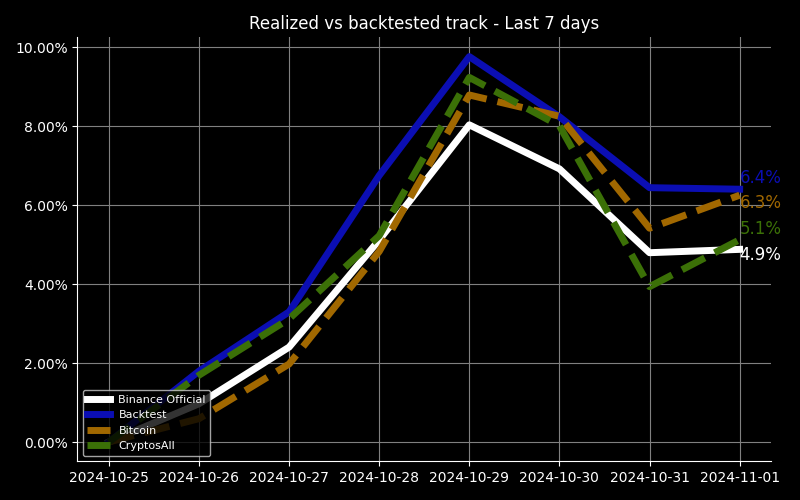 Realized vs backtested track - Last 7 days
10.00%
8.00%
6.00%
4.00%
2.00%
0.00%
6.4%
6.3%
5.1%
4.9%
Binance Official
Backtest
Bitcoin
CryptosAll
2024-10-25 2024-10-26 2024-10-27 2024-10-28 2024-10-29 2024-10-30 2024-10-31 2024-11-01